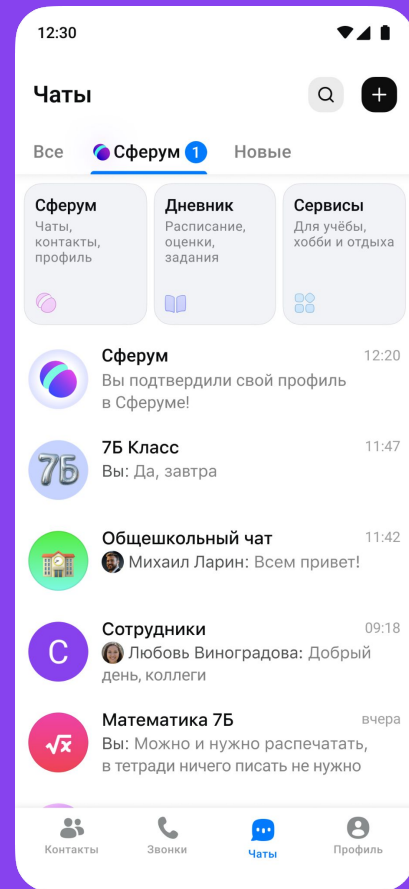 12:30
Чаты
Все
Сферум 1
Новые
Сферум
Чаты,
контакты,
профиль
Дневник
Расписание,
оценки,
задания
Сервисы
Для учёбы,
хобби и отдыха
Сферум 12:20
Вы подтвердили свой профиль
в Сферуме!
7Б
7Б Класс 11:47
Вы: Да, завтра
Общешкольный чат 11:42
Михаил Ларин: Всем привет!
С
Сотрудники 09:18
Любовь Виноградова: Добрый
день, коллеги
√x
Математика 7Б вчера
Вы: Можно и нужно распечатать,
в тетради ничего писать не нужно
Контакты
Звонки
Чаты
Профиль